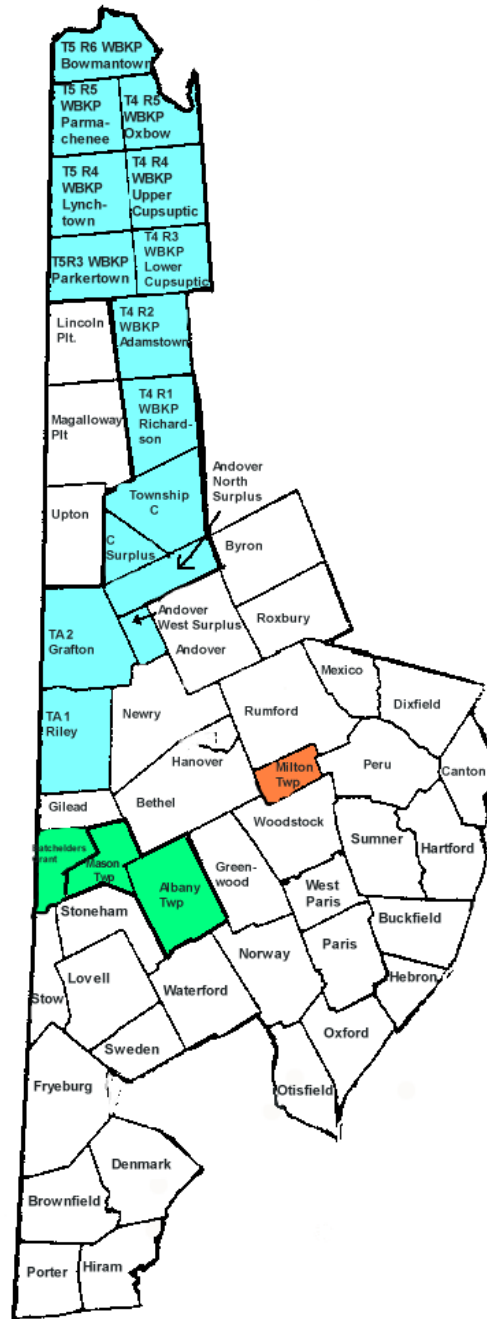 T5 R6 WBKP
Bowmantown
T5 R5
WBKP
Parma-
chenee
T4 R5
WBKP
Oxbow
T5 R4
WBKP
Lynch-
town
T4 R4
WBKP
Upper
Cupsuptic
T5R3 WBKP
Parkertown
T4 R3
WBKP
Lower
Cupsuptic
Lincoln
Plt.
T4 R2
WBKP
Adamstown
Magalloway
Plt
T4 R1
WBKP
Richard-
son
Andover
North
Surplus
Township
C
Upton
C
Surplus
Byron
Andover
West Surplus
Roxbury
TA2
Grafton
Andover
Mexico
Dixfield
TA1
Riley
Newry
Rumford
Hanover
Milton
Twp
Peru
Canton
Gilead
Bethel
Woodstock
Sumner
Hartford
Batchelders
Grant
Mason
Twp
Albany
Twp
Green-
wood
West
Paris
Stoneham
Buckfield
Norway
Paris
Lovell
Waterford
Hebron
Stow
Oxford
Sweden
Fryeburg
Otisfield
Denmark
Brownfield
Porter
Hiram